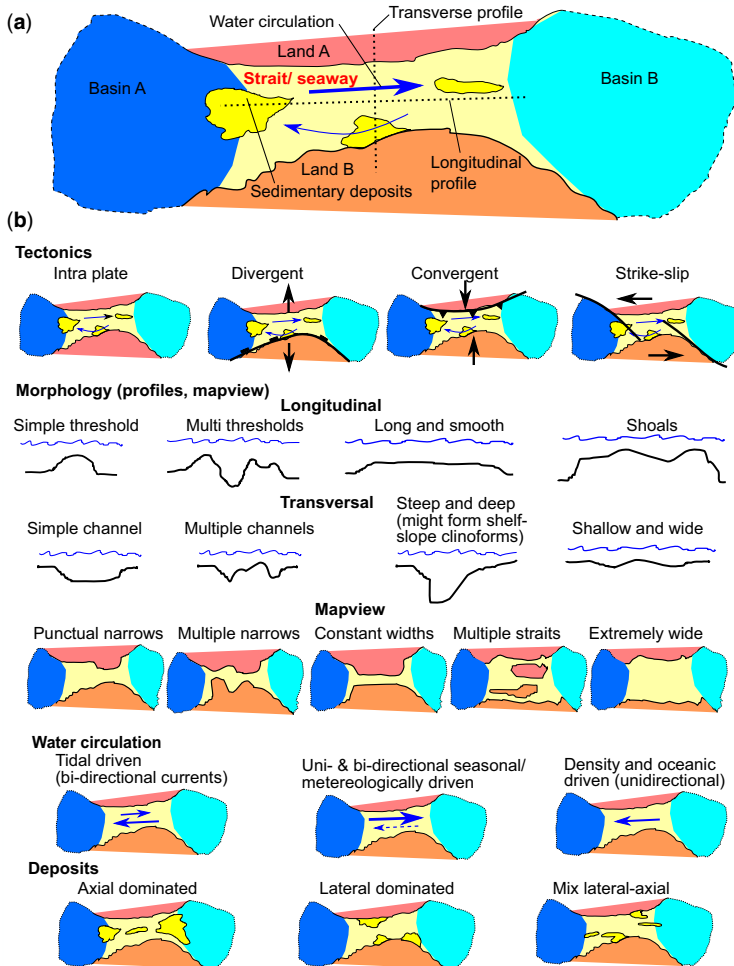 (a)
Water circulation
Transverse profile
Land A
Basin A
Strait/ seaway
Basin B
Land B
Sedimentary deposits
Longitudinal
profile
(b)
Tectonics
Intra plate
Divergent
Convergent
Strike-slip
Morphology (profiles, mapview)
Longitudinal
Simple threshold
Multi thresholds
Long and smooth
Shoals
Transversal
Simple channel
Multiple channels
Steep and deep
(might form shelf-
slope clinoforms)
Shallow and wide
Mapview
Punctual narrows
Multiple narrows
Constant widths
Multiple straits
Extremely wide
Water circulation
Tidal driven
(bi-directional currents)
Uni- & bi-directional seasonal/
metereologically driven
Density and oceanic
driven (unidirectional)
Deposits
Axial dominated
Lateral dominated
Mix lateral-axial